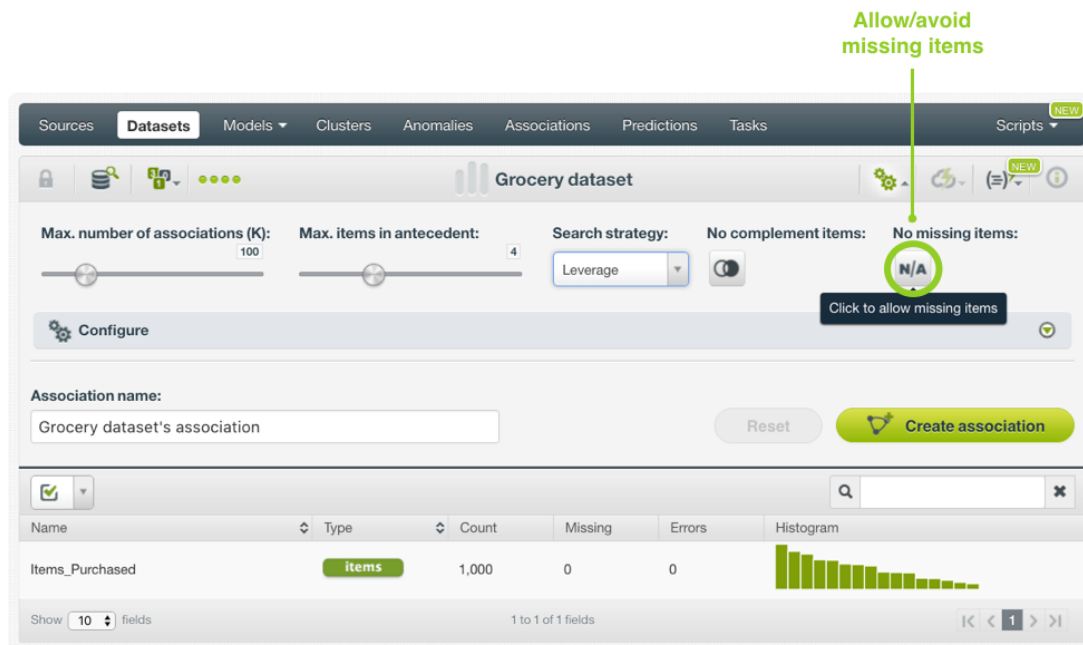 Allow/avoid
missing items
NEW
Sources Datasets Models Clusters Anomalies Associations Predictions Tasks Scripts
NEW
Grocery dataset
Max. number of associations (K): Max. items in antecedent: Search strategy: No complement items: No missing items:
100 4
Leverage N/A
Click to allow missing items
Configure
Association name:
Grocery dataset's association Reset Create association
Name Type Count Missing Errors Histogram
Items_Purchased items 1,000 0 0
Show 10 fields 1 to 1 of 1 fields 1